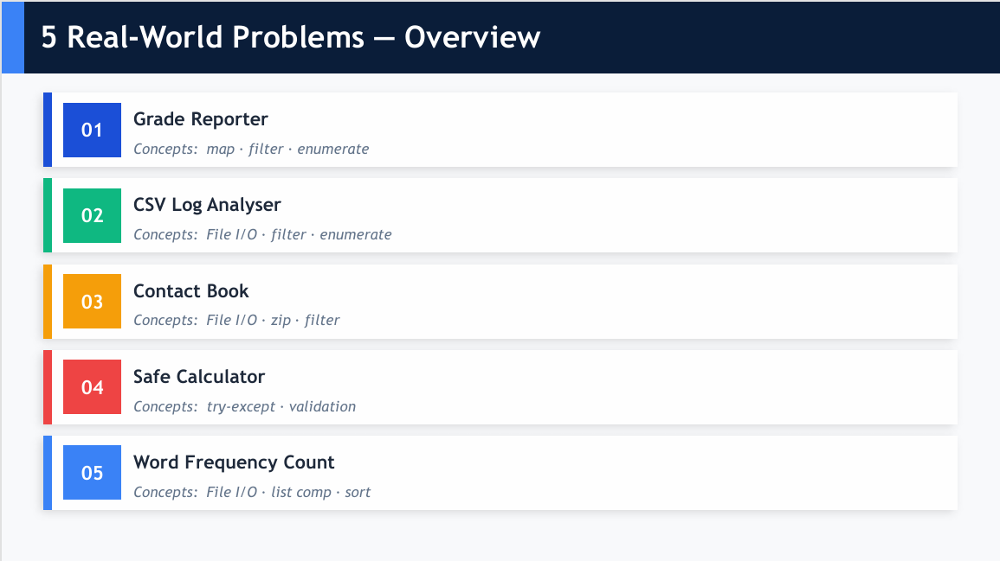 5 Real-World Problems — Overview
01
Grade Reporter
Concepts: map · filter · enumerate
02
CSV Log Analyser
Concepts: File I/O · filter · enumerate
03
Contact Book
Concepts: File I/O · zip · filter
04
Safe Calculator
Concepts: try-except · validation
05
Word Frequency Count
Concepts: File I/O · list comp · sort